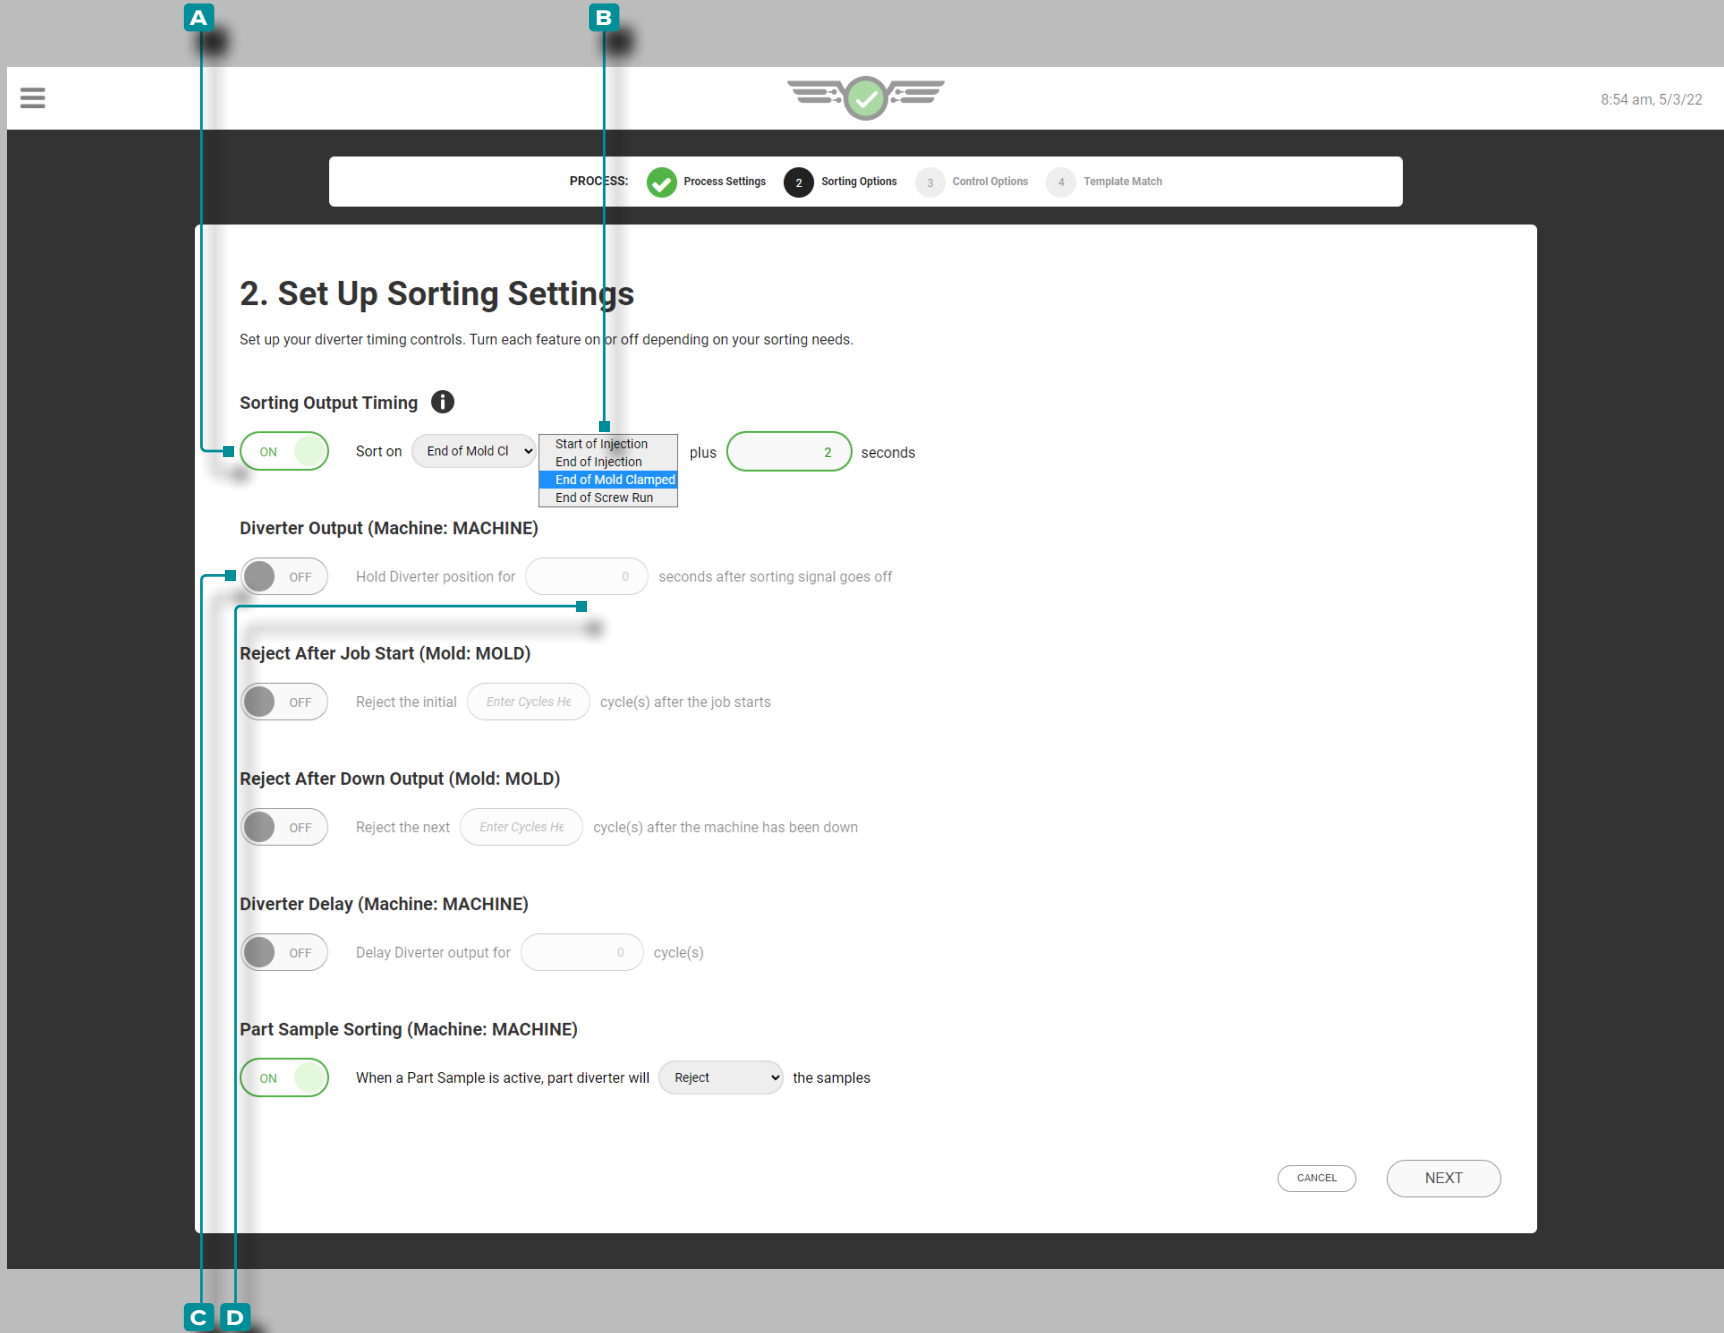 A
B
8:54 am, 5/3/22
PROCESS: Process Settings 2 Sorting Options 3 Control Options 4 Template Match
2. Set Up Sorting Settings
Set up your diverter timing controls. Turn each feature on or off depending on your sorting needs.
Sorting Output Timing i
ON Sort on End of Mold Cl plus 2 seconds
Start of Injection
End of Injection
End of Mold Clamped
End of Screw Run
Diverter Output (Machine: MACHINE)
OFF Hold Diverter position for 0 seconds after sorting signal goes off
Reject After Job Start (Mold: MOLD)
OFF Reject the initial Enter Cycles He cycle(s) after the job starts
Reject After Down Output (Mold: MOLD)
OFF Reject the next Enter Cycles He cycle(s) after the machine has been down
Diverter Delay (Machine: MACHINE)
OFF Delay Diverter output for 0 cycle(s)
Part Sample Sorting (Machine: MACHINE)
ON When a Part Sample is active, part diverter will Reject the samples
CANCEL NEXT
C D